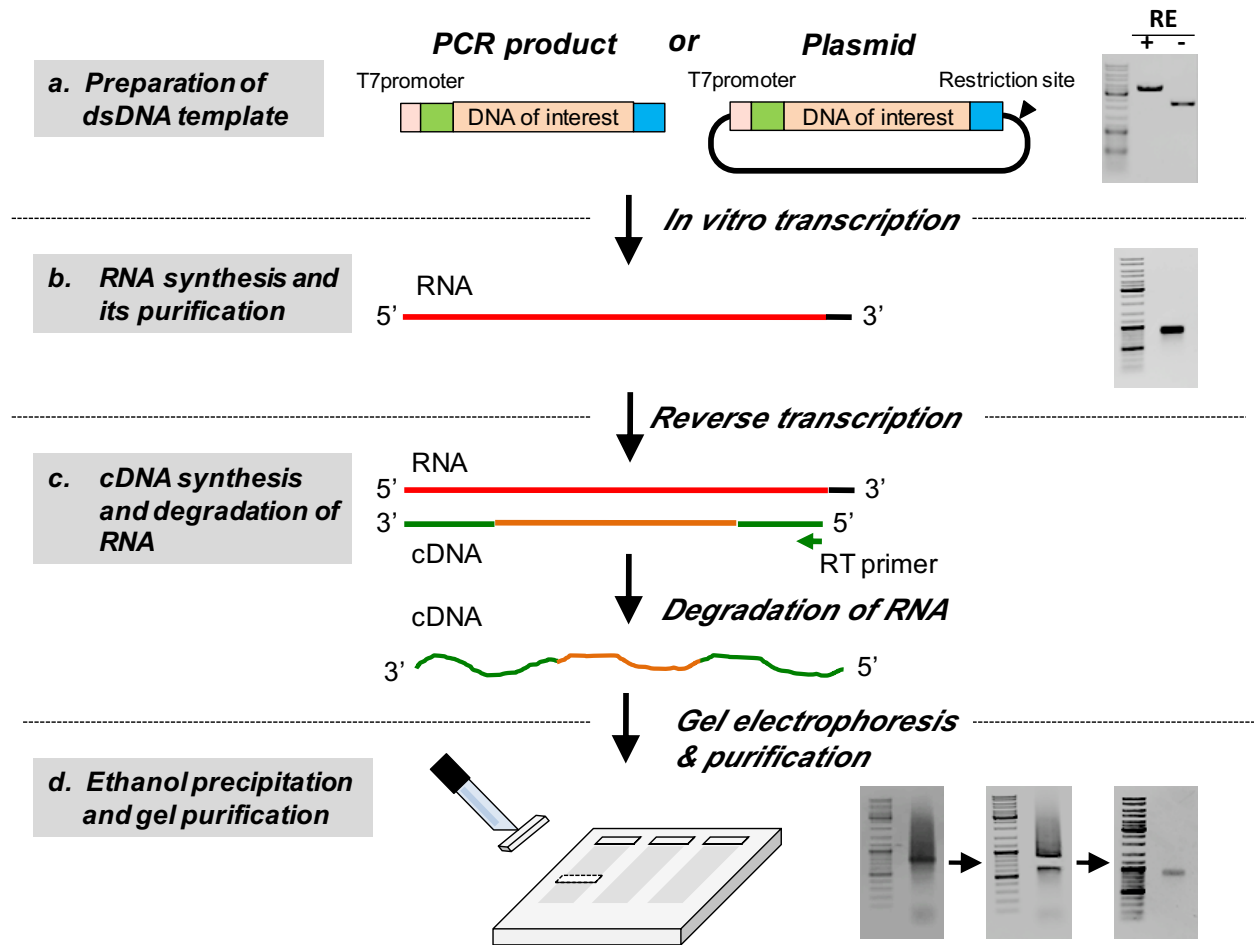 PCR product or Plasmid
RE
+ -
a. Preparation of
dsDNA template
T7promoter
DNA of interest
T7promoter
Restriction site
DNA of interest
In vitro transcription
b. RNA synthesis and
its purification
RNA
5’ 3’
Reverse transcription
c. cDNA synthesis
and degradation of
RNA
RNA
5’ 3’
3’ 5’
cDNA
RT primer
Degradation of RNA
cDNA
3’ 5’
Gel electrophoresis
& purification
d. Ethanol precipitation
and gel purification